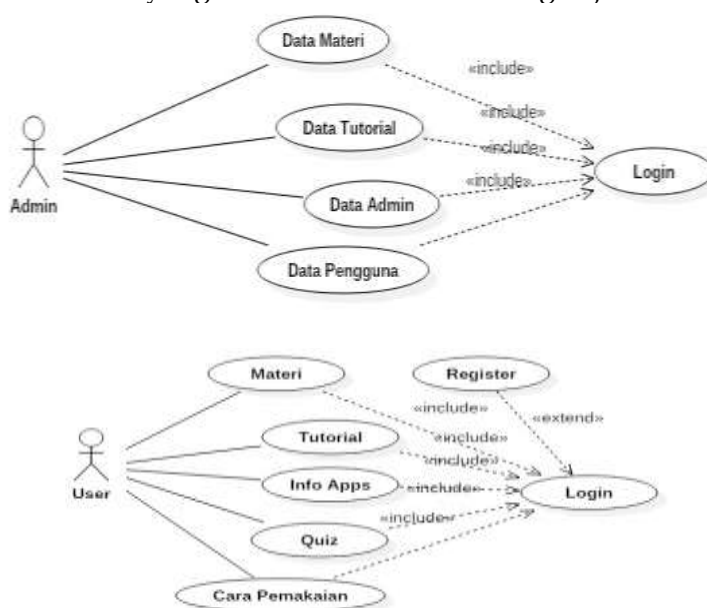 Data Materi
«include»
«include»
Data Tutorial
«include»
Login
«include»
Admin
Data Admin
Data Pengguna
Materi
Register
«include»
«extend»
Tutorial
«include»
«include»
User
Info Apps
«include»
Login
«include»
Quiz
Cara Pemakaian